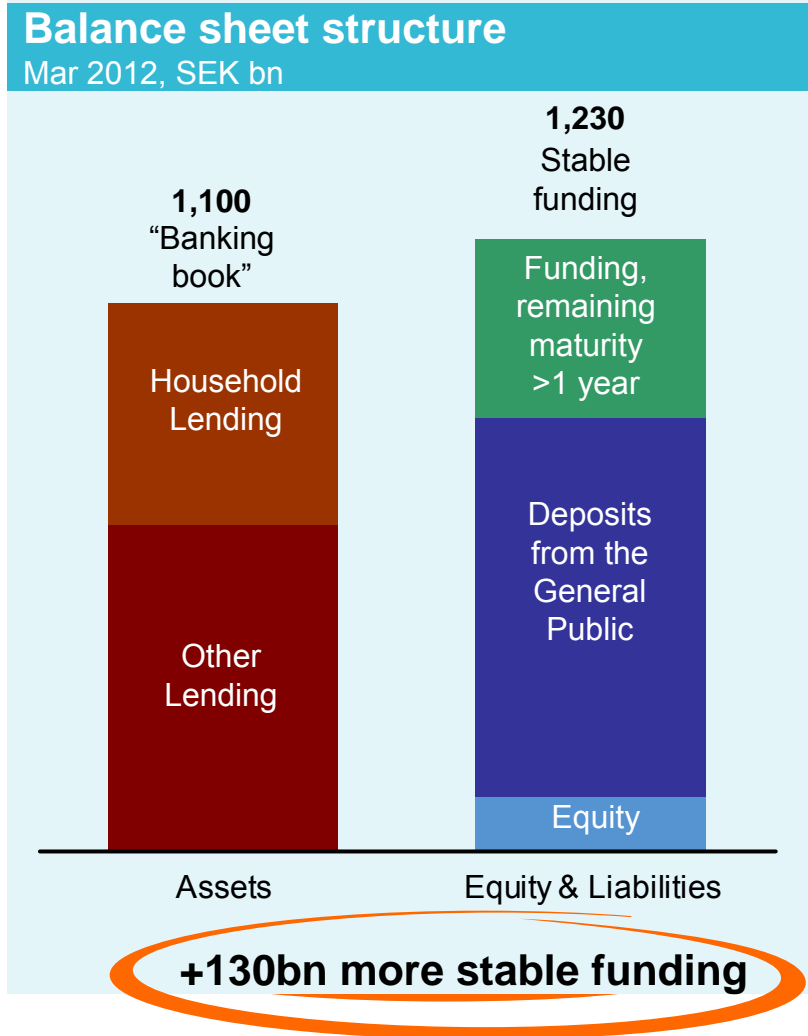 Balance sheet structure
Mar 2012, SEK bn
1,100
“Banking
book”
Household
Lending
Other
Lending
1,230
Stable
funding
Funding,
remaining
maturity
>1 year
Deposits
from the
General
Public
Equity
Assets
Equity & Liabilities
+130bn more stable funding